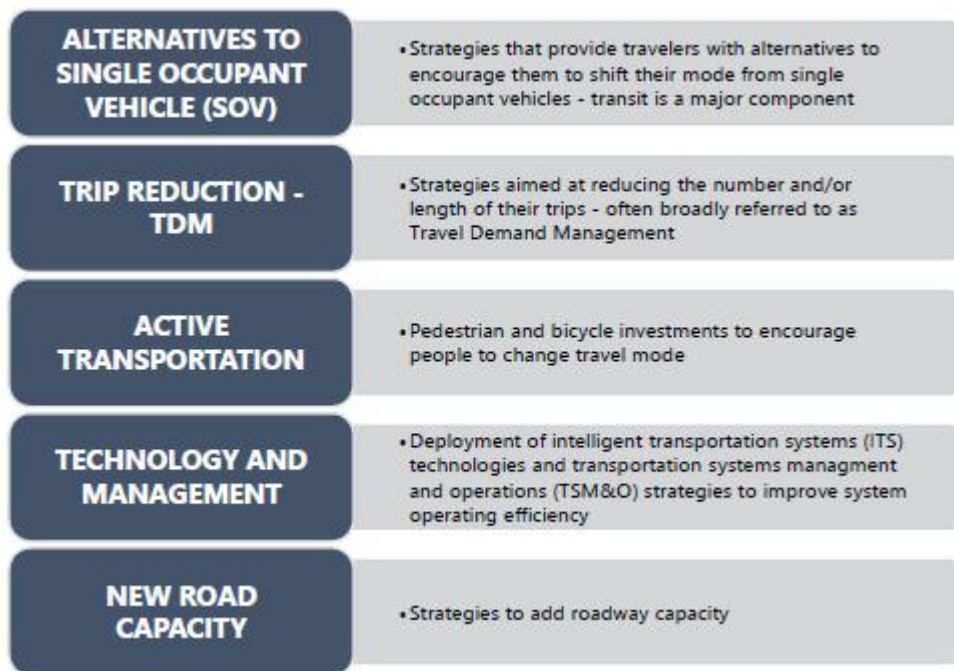 ALTERNATIVES TO
SINGLE OCCUPANT
VEHICLE (SOV)
•Strategies that provide travelers with alternatives to
encourage them to shift their mode from single
occupant vehicles - transit is a major component
TRIP REDUCTION -
TDM
•Strategies aimed at reducing the number and/or
length of their trips - often broadly referred to as
Travel Demand Management
ACTIVE
TRANSPORTATION
•Pedestrian and bicycle investments to encourage
people to change travel mode
TECHNOLOGY AND
MANAGEMENT
•Deployment of intelligent transportation systems (ITS)
technologies and transportation systems managment
and operations (TSM&O) strategies to improve system
operating efficiency
NEW ROAD
CAPACITY
•Strategies to add roadway capacity